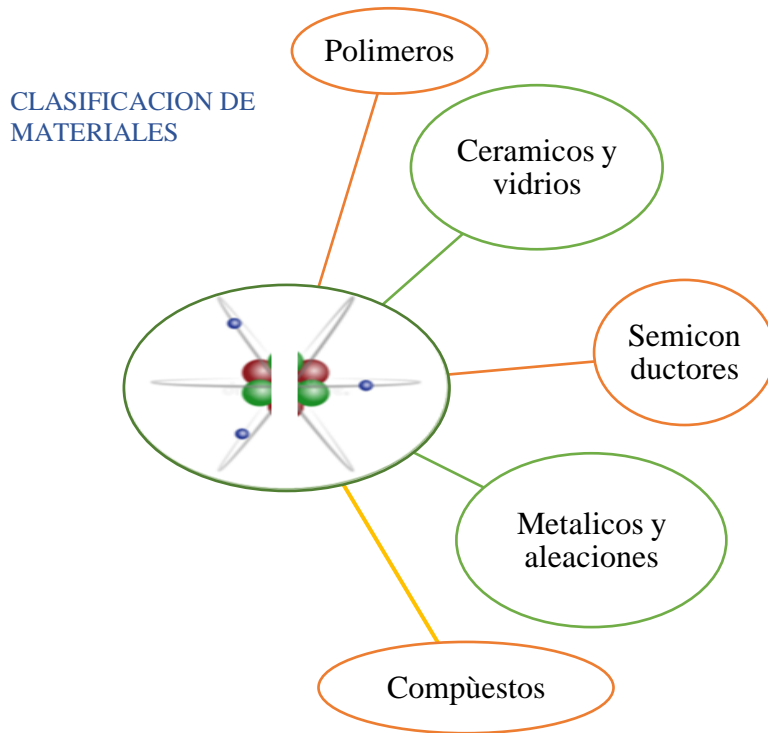 Polimeros
CLASIFICACION DE
MATERIALES
Ceramicos y
vidrios
Semicon
ductores
Metalicos y
aleaciones
Compùestos